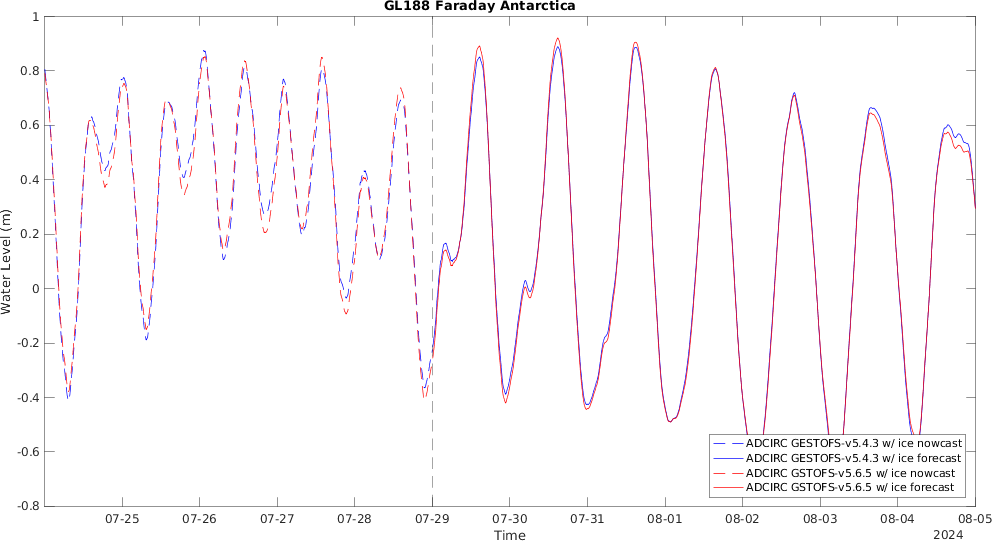 GL188 Faraday Antarctica
Water Level (m)
1
0.8
0.6
0.4
0.2
0
-0.2
-0.4
-0.6
-0.8
ADCIRC GESTOFS-v5.4.3 w/ ice nowcast
ADCIRC GESTOFS-v5.4.3 w/ ice forecast
ADCIRC GSTOFS-v5.6.5 w/ ice nowcast
ADCIRC GSTOFS-v5.6.5 w/ ice forecast
07-25 07-26 07-27 07-28 07-29 07-30 07-31 08-01 08-02 08-03 08-04 08-05
Time
2024